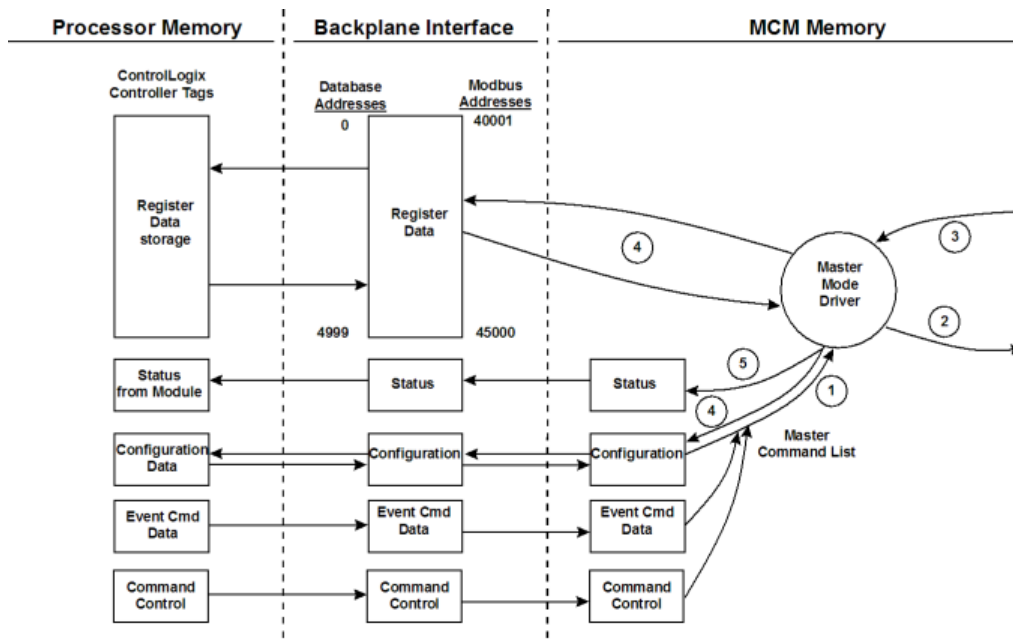 Processor Memory
Backplane Interface
MCM Memory
ControlLogix
Controller Tags
Database
Addresses
Modbus
Addresses
0
40001
Register
Data
storage
Register
Data
4
Master
Mode
Driver
3
2
4999
45000
Status
from Module
Status
Status
5
1
4
Master
Command List
Configuration
Data
Configuration
Configuration
Event Cmd
Data
Event Cmd
Data
Event Cmd
Data
Command
Control
Command
Control
Command
Control